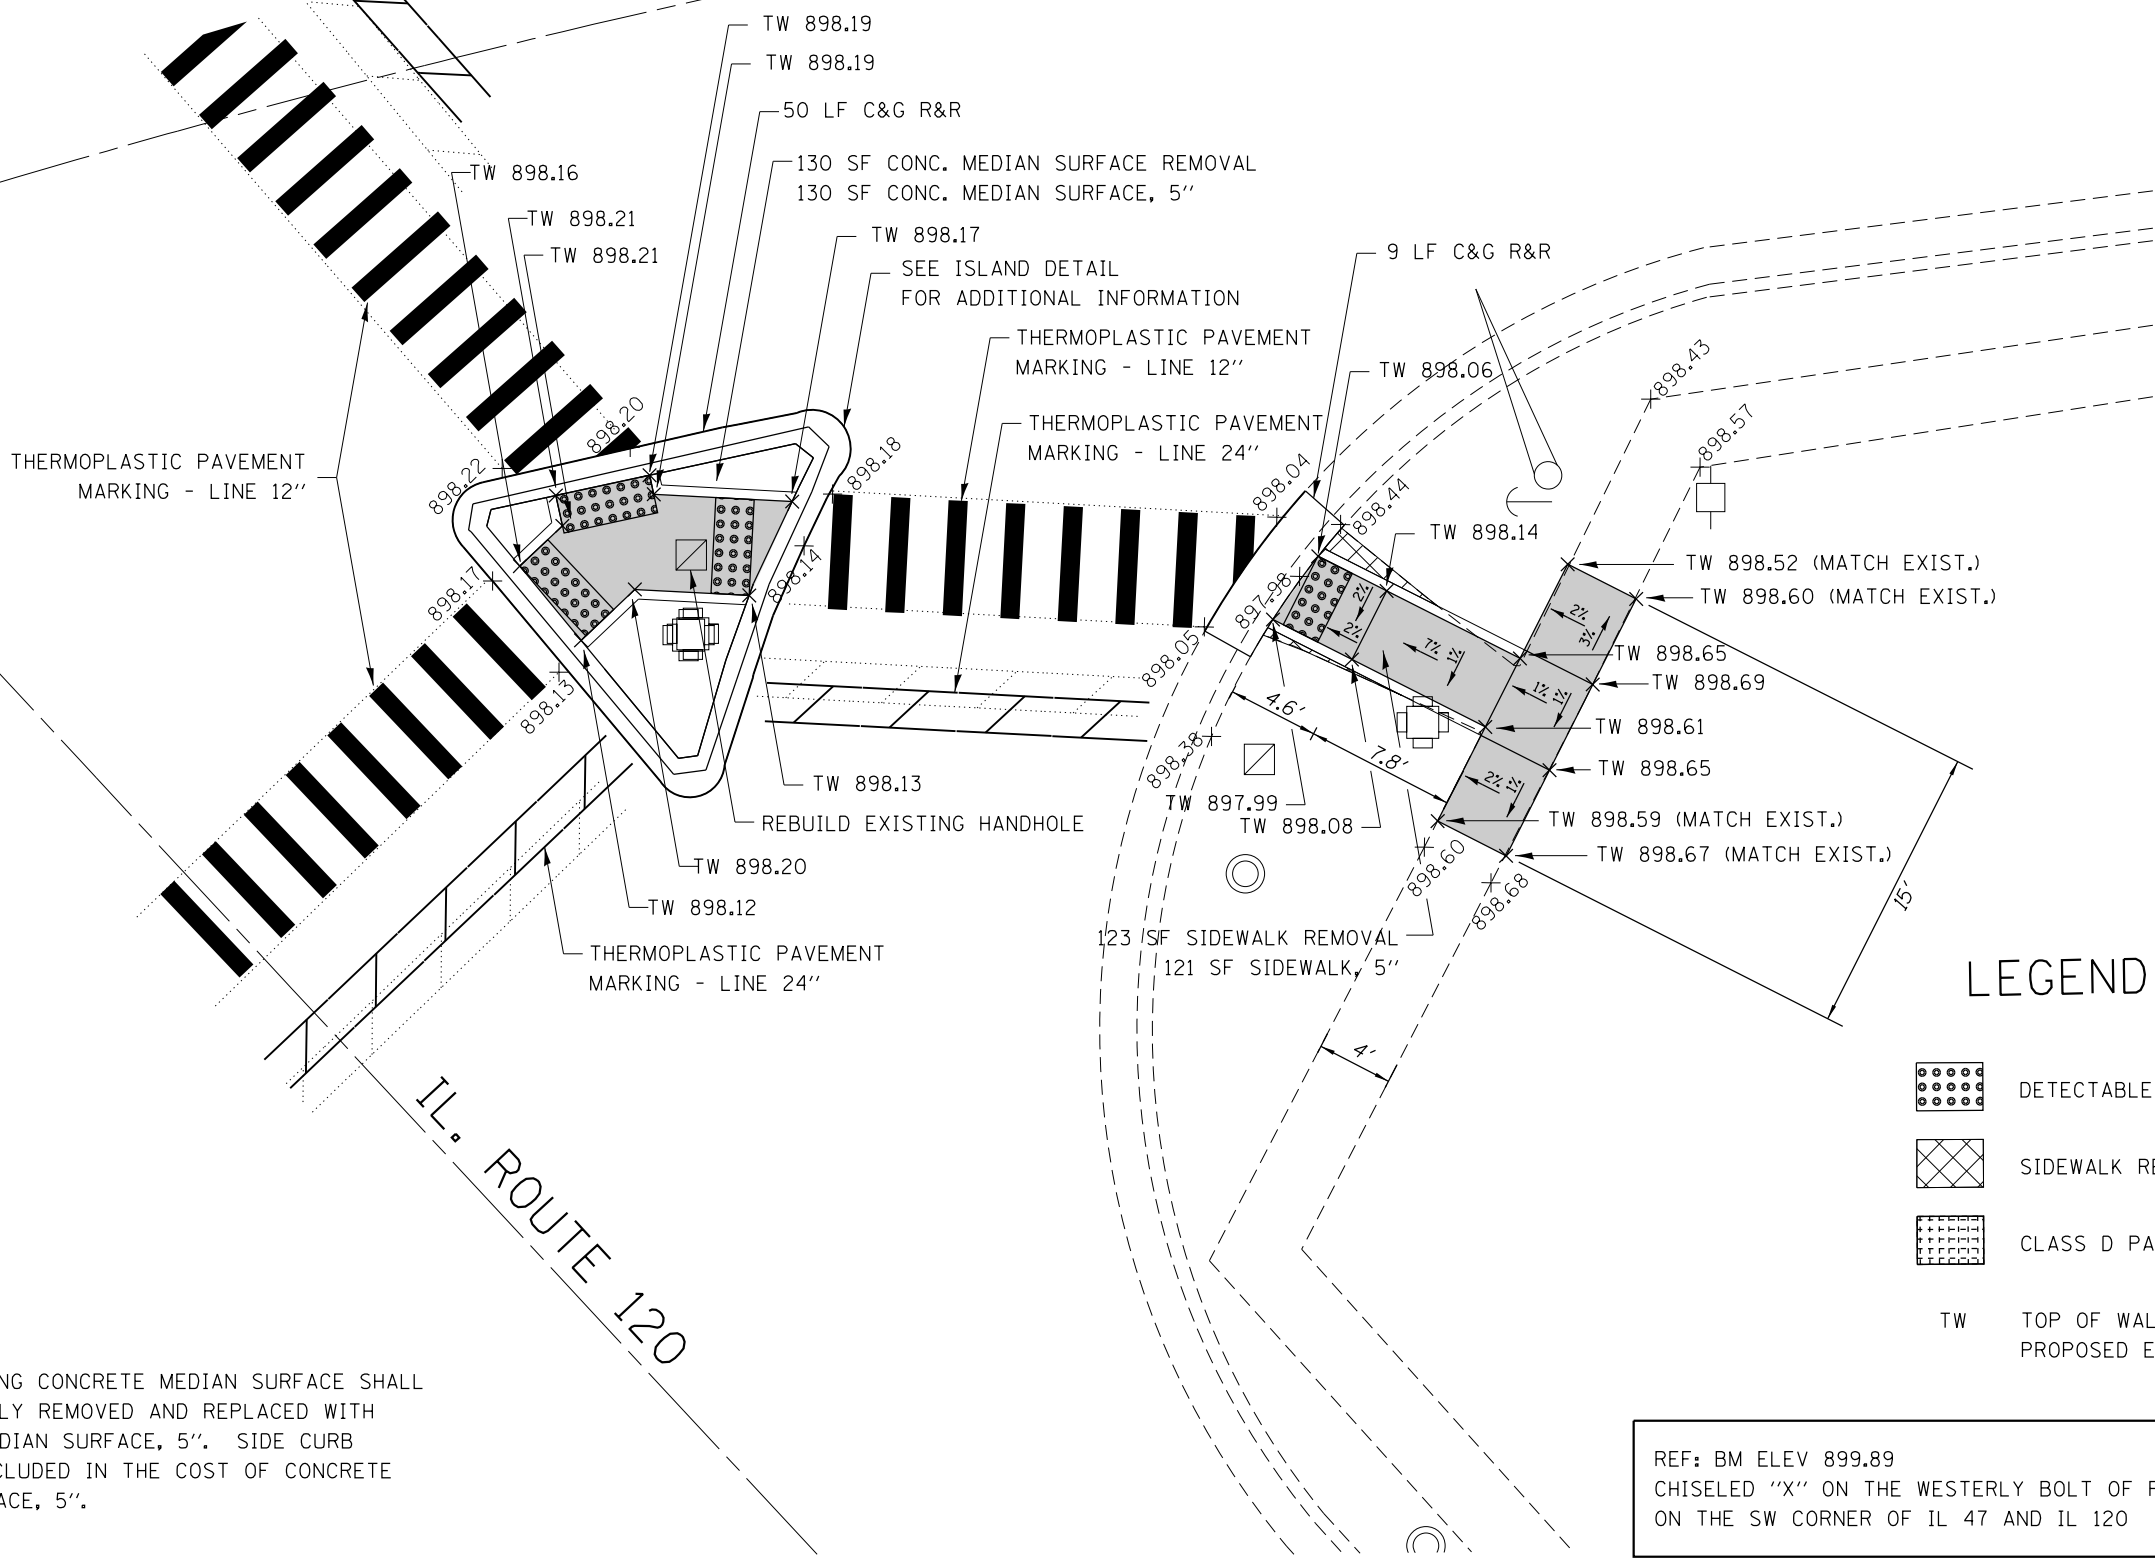 TW 898.19
TW 898.19
50 LF C&G R&R
130 SF CONC. MEDIAN SURFACE REMOVAL
130 SF CONC. MEDIAN SURFACE, 5"
TW 898.16
TW 898.21
TW 898.21
TW 898.17
SEE ISLAND DETAIL
FOR ADDITIONAL INFORMATION
9 LF C&G R&R
THERMOPLASTIC PAVEMENT
MARKING - LINE 12"
TW 898.06
898.43
898.57
THERMOPLASTIC PAVEMENT
MARKING - LINE 24"
THERMOPLASTIC PAVEMENT
MARKING - LINE 12"
898.20
898.22
898.18
898.04
898.44
TW 898.14
898.14
898.17
897.98
898.05
898.13
TW 898.52 (MATCH EXIST.)
TW 898.60 (MATCH EXIST.)
2%
2%
7%
1%
2%
3%
1%
1%
2%
1%
TW 898.65
TW 898.69
TW 898.61
TW 898.65
4.6'
7.8'
898.38
TW 897.99
TW 898.08
TW 898.13
REBUILD EXISTING HANDHOLE
TW 898.20
TW 898.12
TW 898.59 (MATCH EXIST.)
TW 898.67 (MATCH EXIST.)
898.60
898.68
15'
THERMOPLASTIC PAVEMENT
MARKING - LINE 24"
123 SF SIDEWALK REMOVAL
121 SF SIDEWALK, 5"
4'
IL. ROUTE 120
LEGEND
DETECTABLE
SIDEWALK RE
CLASS D PA
TW TOP OF WAL
PROPOSED E
NG CONCRETE MEDIAN SURFACE SHALL
LY REMOVED AND REPLACED WITH
DIAN SURFACE, 5". SIDE CURB
CLUDED IN THE COST OF CONCRETE
ACE, 5".
REF: BM ELEV 899.89
CHISELED "X" ON THE WESTERLY BOLT OF F
ON THE SW CORNER OF IL 47 AND IL 120